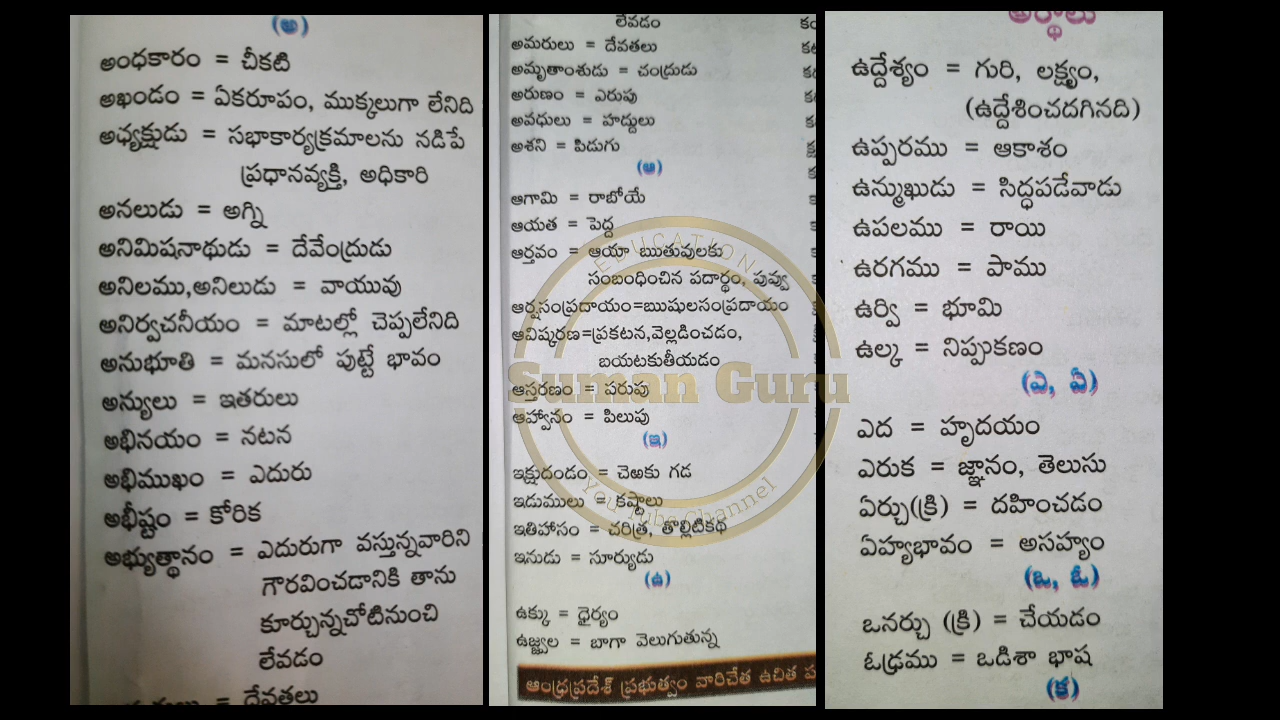 (అ)
అంధకారం = చీకటి
అఖండం = ఏకరూపం, ముక్కలుగా లేనిది
అధ్యక్షుడు = సభాకార్యక్రమాలను నడిపే
ప్రధానవ్యక్తి, అధికారి
అనలుడు = అగ్ని
అనిమిషనాథుడు = దేవేంద్రుడు
అనిలము,అనిలుడు = వాయువు
అనిర్వచనీయం = మాటల్లో చెప్పలేనిది
అనుభూతి = మనసులో పుట్టే భావం
అన్యులు = ఇతరులు
అభినయం = నటన
అభిముఖం = ఎదురు
అభీష్టం = కోరిక
అభ్యుత్థానం = ఎదురుగా వస్తున్నవారిని
గౌరవించడానికి తాను
కూర్చున్నచోటినుంచి
లేవడం
= దేవతలు
లేవడం
అమరులు = దేవతలు
అమృతాంశుడు = చంద్రుడు
అరుణం = ఎరుపు
అవధులు = హద్దులు
అశని = పిడుగు
(ఆ)
ఆగామి = రాబోయే
ఆయత = పెద్ద
ఆర్తవం = ఆయా ఋతువులకు
సంబంధించిన పదార్థం, పువ్వు
ఆర్షసంప్రదాయం=ఋషులసంప్రదాయం
ఆవిష్కరణ=ప్రకటన,వెల్లడించడం,
బయటకుతీయడం
ఆస్తరణం = పరుపు
ఆహ్వానం = పిలుపు
(ఇ)
ఇక్షుదండం = చెఱకు గడ
ఇడుములు = కష్టాలు
ఇతిహాసం = చరిత్ర, తొల్లిటికథ
ఇనుడు = సూర్యుడు
(ఉ)
ఉక్కు = ధైర్యం
ఉజ్జ్వల = బాగా వెలుగుతున్న
ఆంధ్రప్రదేశ్ ప్రభుత్వం వారిచేత ఉచిత
EDUCATION
Suman Guru
YouTube Channel
అర్థాలు
ఉద్దేశ్యం = గురి, లక్ష్యం,
(ఉద్దేశించదగినది)
ఉప్పరము = ఆకాశం
ఉన్ముఖుడు = సిద్ధపడేవాడు
ఉపలము = రాయి
ఉరగము = పాము
ఉర్వి = భూమి
ఉల్క = నిప్పుకణం
(ఎ, ఏ)
ఎద = హృదయం
ఎరుక = జ్ఞానం, తెలుసు
ఏర్చు(క్రి) = దహించడం
ఏహ్యభావం = అసహ్యం
(ఒ, ఓ)
ఒనర్చు (క్రి) = చేయడం
ఓఢ్రము = ఒడిశా భాష
(క)